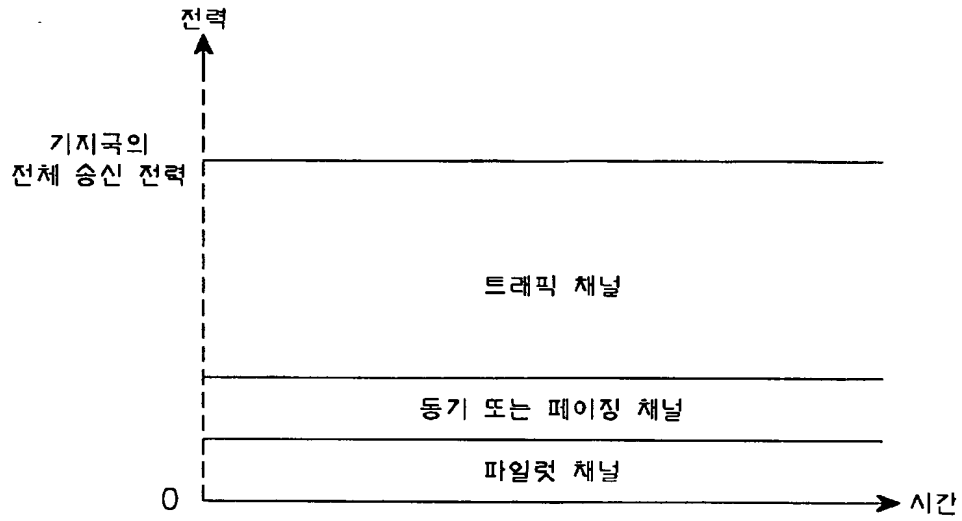 전력
기지국의
전체 송신 전력
트래픽 채널
동기 또는 페이징 채널
파일럿 채널
0
시간